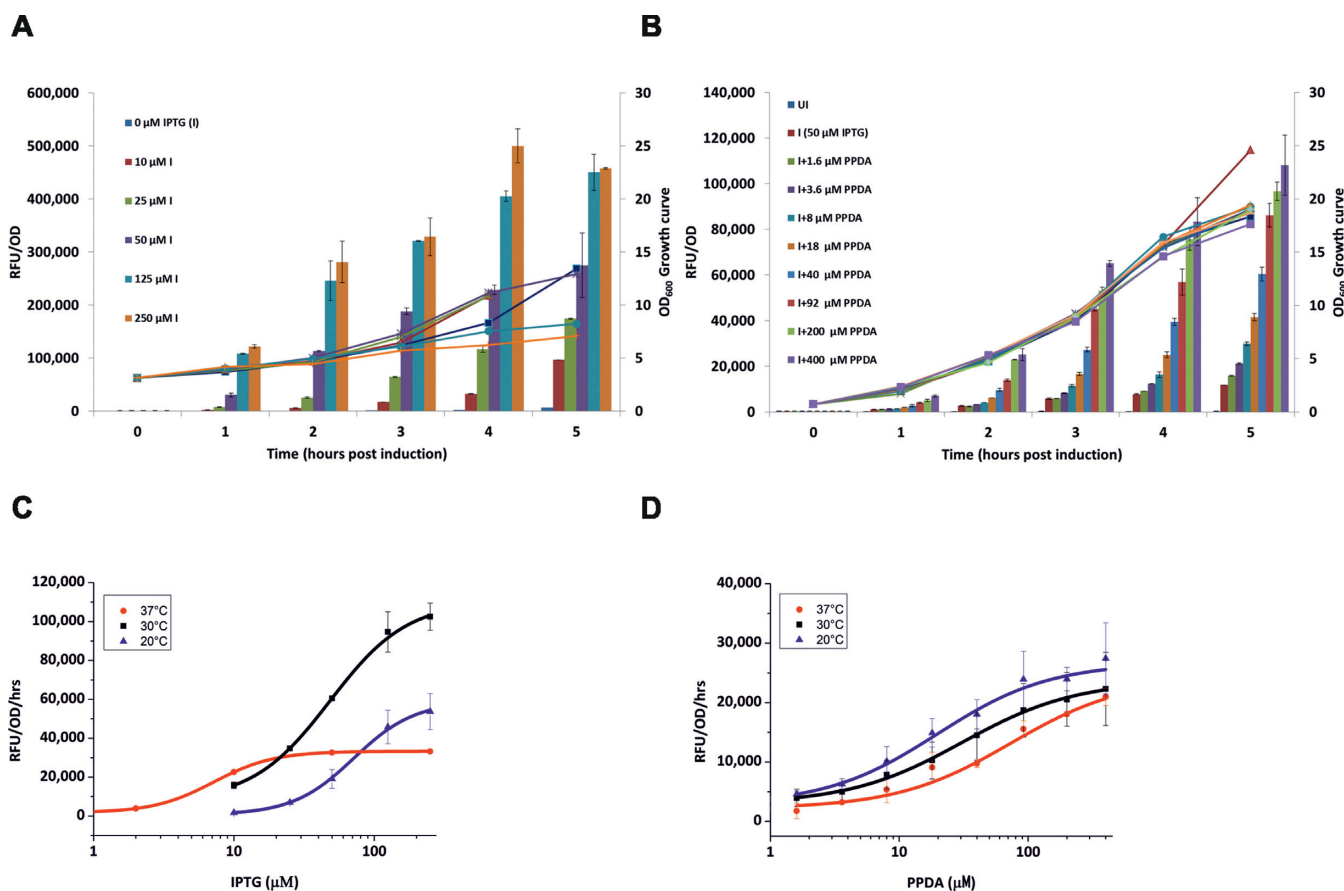 A
600,000
500,000
400,000
300,000
200,000
100,000
0
RFU/OD
30
25
20
15
10
5
0
OD600 Growth curve
0 µM IPTG (I)
10 µM I
25 µM I
50 µM I
125 µM I
250 µM I
0 1 2 3 4 5
Time (hours post induction)
B
140,000
120,000
100,000
80,000
60,000
40,000
20,000
0
RFU/OD
30
25
20
15
10
5
0
OD600 Growth curve
UI
I (50 µM IPTG)
I+1.6 µM PPDA
I+3.6 µM PPDA
I+8 µM PPDA
I+18 µM PPDA
I+40 µM PPDA
I+92 µM PPDA
I+200 µM PPDA
I+400 µM PPDA
0 1 2 3 4 5
Time (hours post induction)
C
120,000
100,000
80,000
60,000
40,000
20,000
0
RFU/OD/hrs
37°C
30°C
20°C
1 10 100
IPTG (µM)
D
40,000
30,000
20,000
10,000
0
RFU/OD/hrs
37°C
30°C
20°C
1 10 100
PPDA (µM)